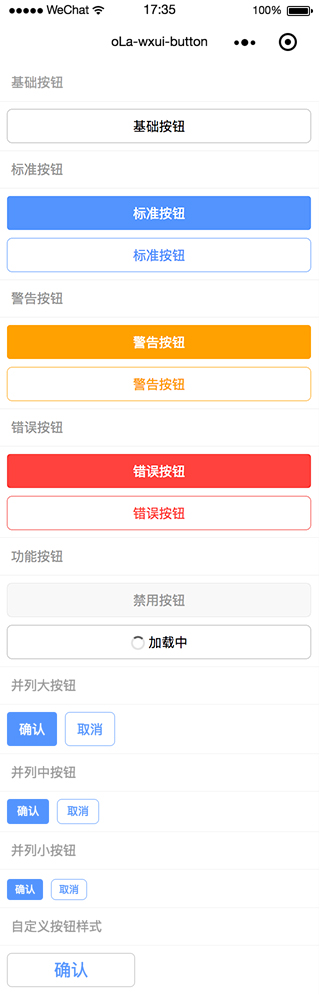 WeChat 17:35 100%
oLa-wxui-button
基础按钮
基础按钮
标准按钮
标准按钮
标准按钮
警告按钮
警告按钮
警告按钮
错误按钮
错误按钮
错误按钮
功能按钮
禁用按钮
加载中
并列大按钮
确认 取消
并列中按钮
确认 取消
并列小按钮
确认 取消
自定义按钮样式
确认